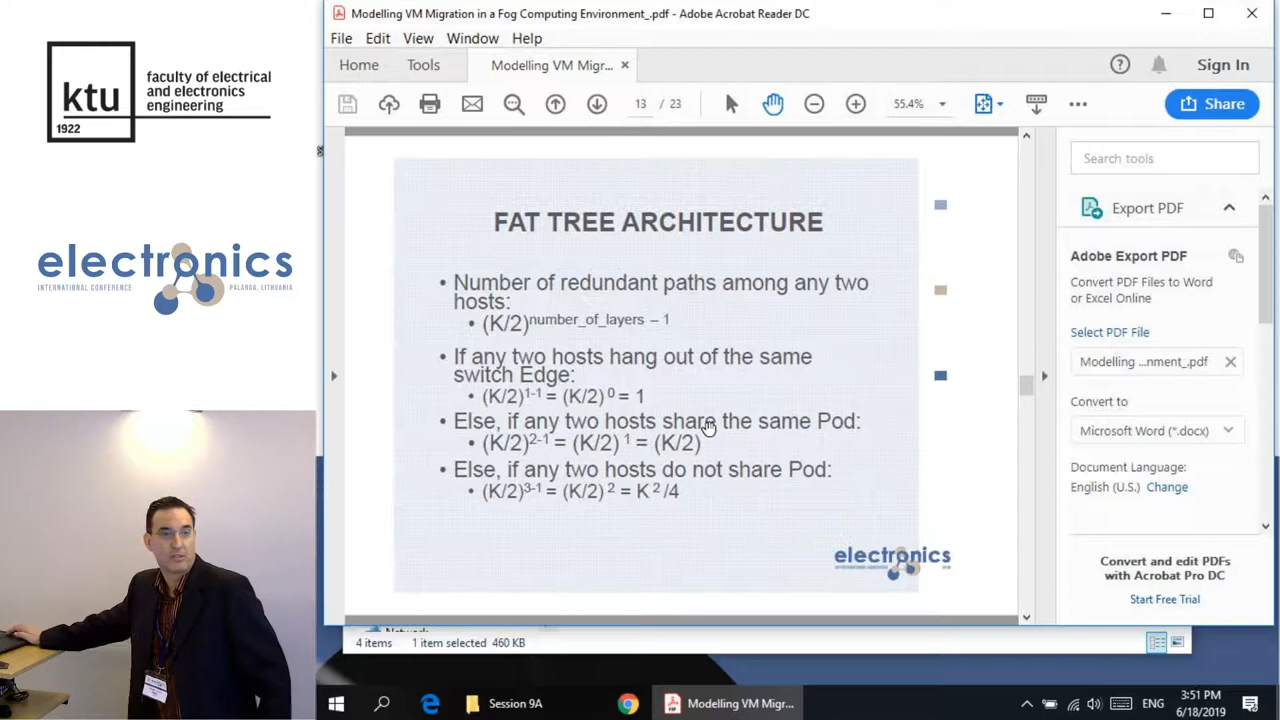 ktu
1922
faculty of electrical
and electronics
engineering
electronics
INTERNATIONAL CONFERENCE
PALANGA, LITHUANIA
Modelling VM Migration in a Fog Computing Environment_.pdf - Adobe Acrobat Reader DC
File Edit View Window Help
Home Tools Modelling VM Migr... Sign In
13 / 23 55.4% Share
FAT TREE ARCHITECTURE
• Number of redundant paths among any two
hosts:
• (K/2)number_of_layers – 1
• If any two hosts hang out of the same
switch Edge:
• (K/2)1-1 = (K/2) 0 = 1
• Else, if any two hosts share the same Pod:
• (K/2)2-1 = (K/2) 1 = (K/2)
• Else, if any two hosts do not share Pod:
• (K/2)3-1 = (K/2) 2 = K 2 /4
electronics
Search tools
Export PDF
Adobe Export PDF
Convert PDF Files to Word
or Excel Online
Select PDF File
Modelling ...nment_.pdf
Convert to
Microsoft Word (*.docx)
Document Language:
English (U.S.) Change
Convert and edit PDFs
with Acrobat Pro DC
Start Free Trial
Network
4 items 1 item selected 460 KB
Session 9A
Modelling VM Migr...
ENG
3:51 PM
6/18/2019